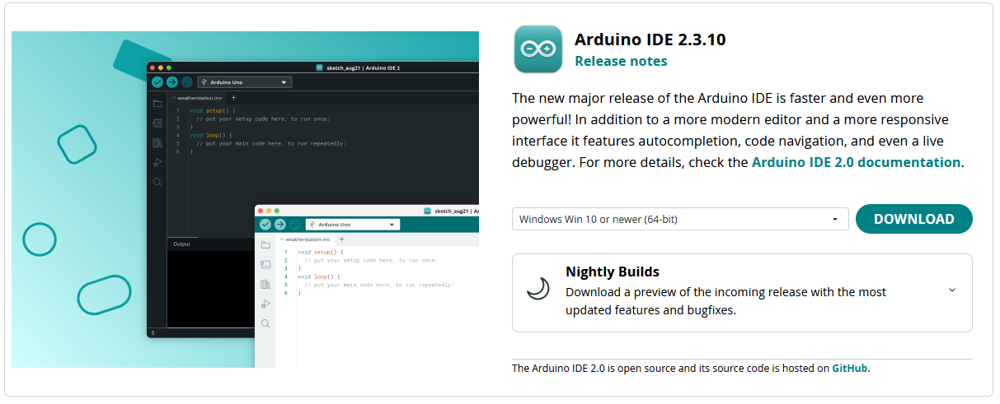 sketch_aug21 | Arduino IDE 2
Arduino Uno
weatherstation.ino
1 void setup() {
2 // put your setup code here, to run once:
3 }
4 void loop() {
5 // put your main code here, to run repeatedly:
6 }
Output
5
sketch_aug21 | A
Arduino Uno
weatherstation.ino
1 void setup() {
2 // put your setup code here, to run once:
3 }
4 void loop() {
5 // put your main code here, to run repeatedly:
6 }
Arduino IDE 2.3.10
Release notes
The new major release of the Arduino IDE is faster and even more
powerful! In addition to a more modern editor and a more responsive
interface it features autocompletion, code navigation, and even a live
debugger. For more details, check the Arduino IDE 2.0 documentation.
Windows Win 10 or newer (64-bit)
DOWNLOAD
Nightly Builds
Download a preview of the incoming release with the most
updated features and bugfixes.
The Arduino IDE 2.0 is open source and its source code is hosted on GitHub.